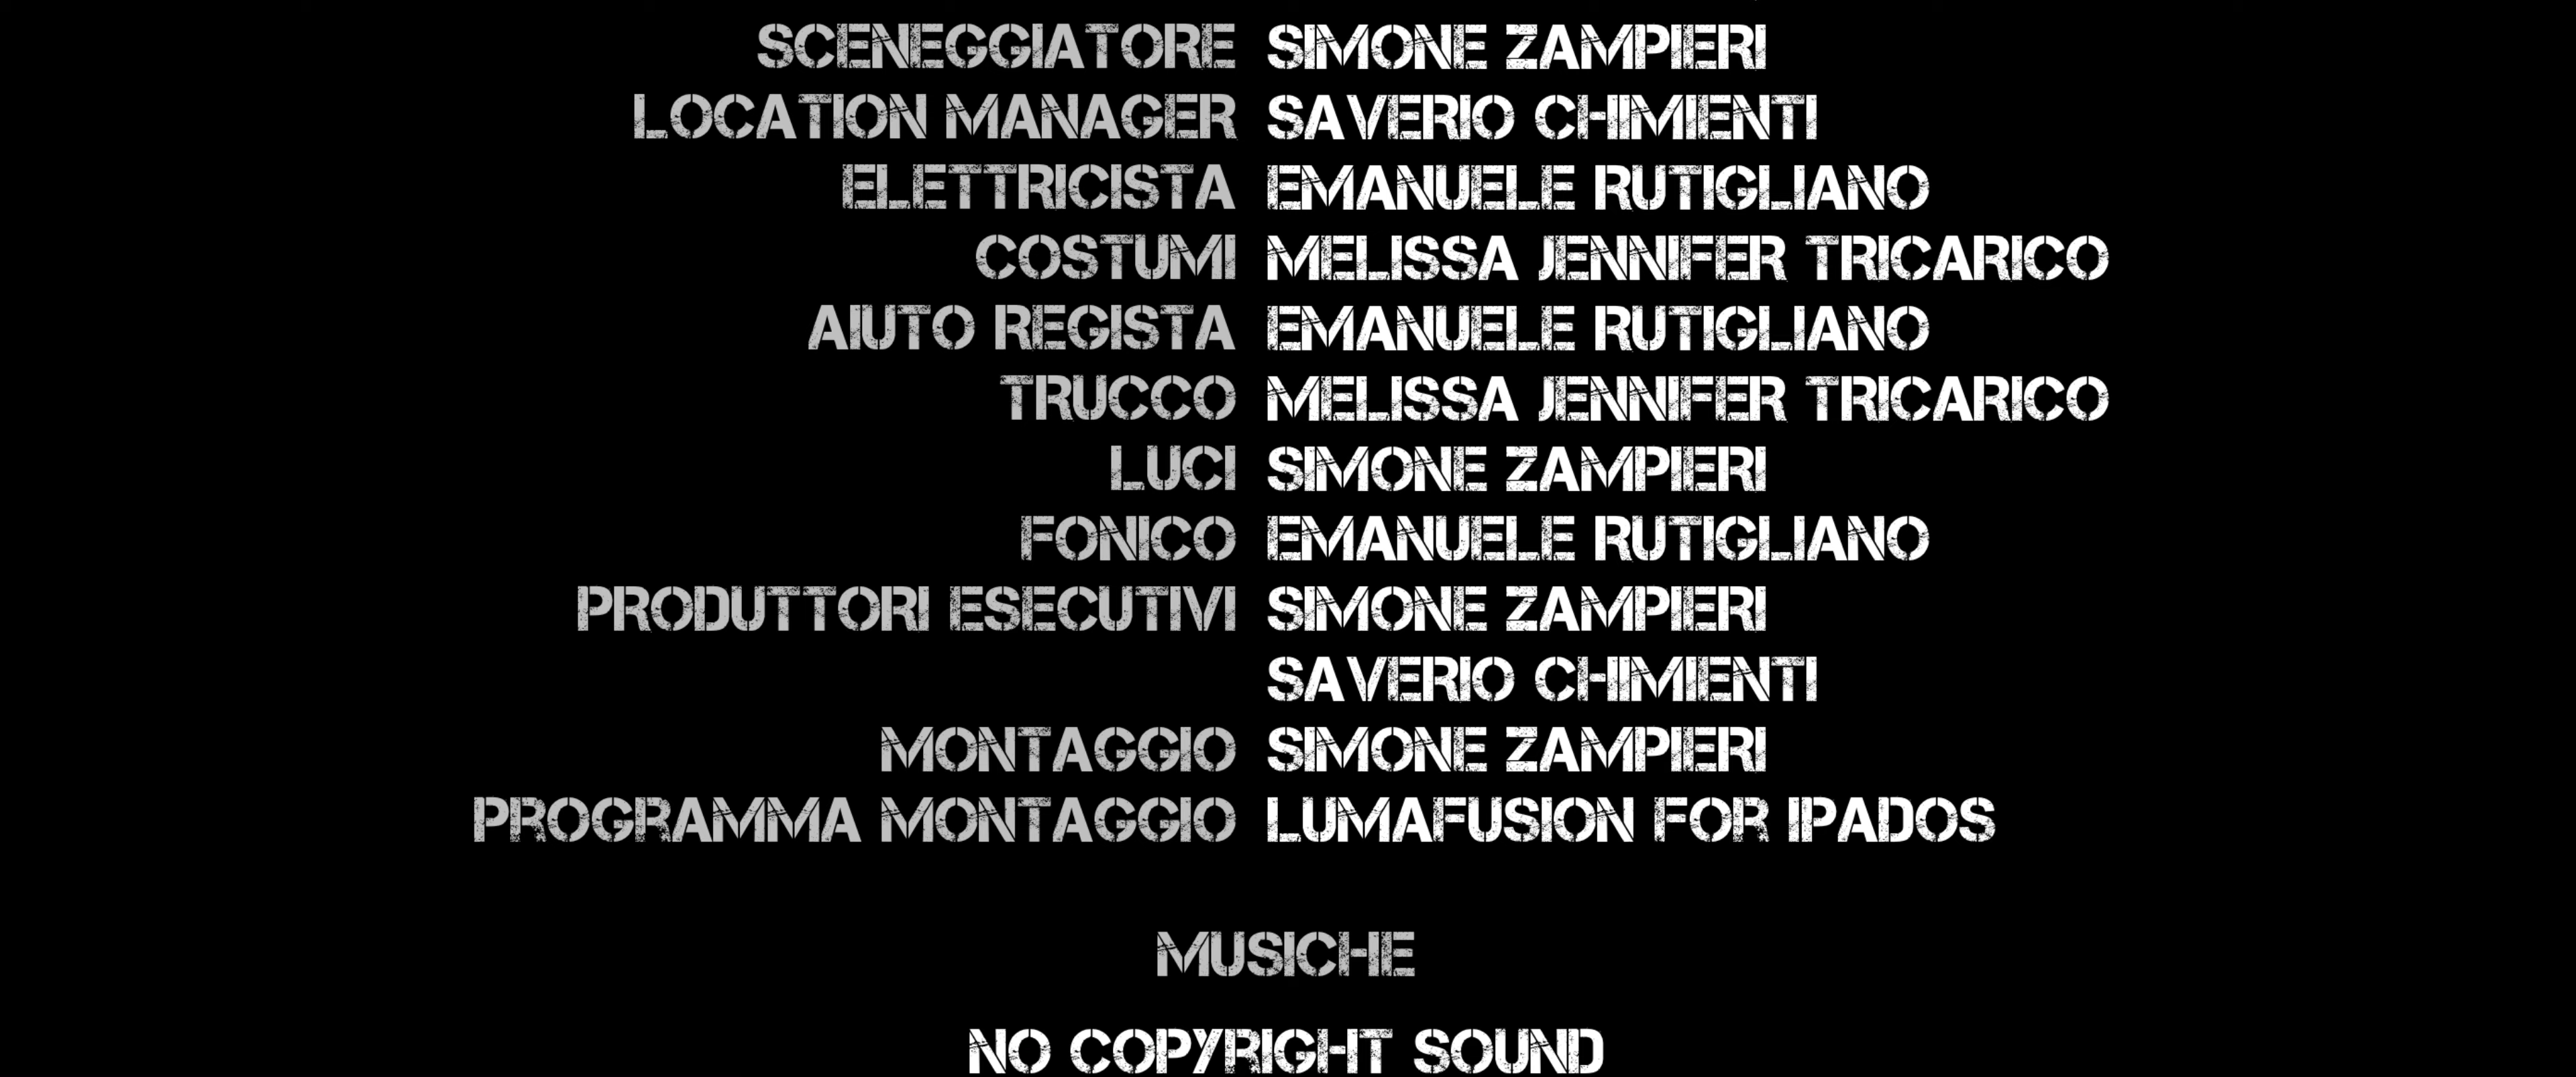 SCENEGGIATORE SIMONE ZAMPIERI
LOCATION MANAGER SAVERIO CHIMIENTI
ELETTRICISTA EMANUELE RUTIGLIANO
COSTUMI MELISSA JENNIFER TRICARICO
AIUTO REGISTA EMANUELE RUTIGLIANO
TRUCCO MELISSA JENNIFER TRICARICO
LUCI SIMONE ZAMPIERI
FONICO EMANUELE RUTIGLIANO
PRODUTTORI ESECUTIVI SIMONE ZAMPIERI
SAVERIO CHIMIENTI
MONTAGGIO SIMONE ZAMPIERI
PROGRAMMA MONTAGGIO LUMAFUSION FOR IPADOS
MUSICHE
NO COPYRIGHT SOUND